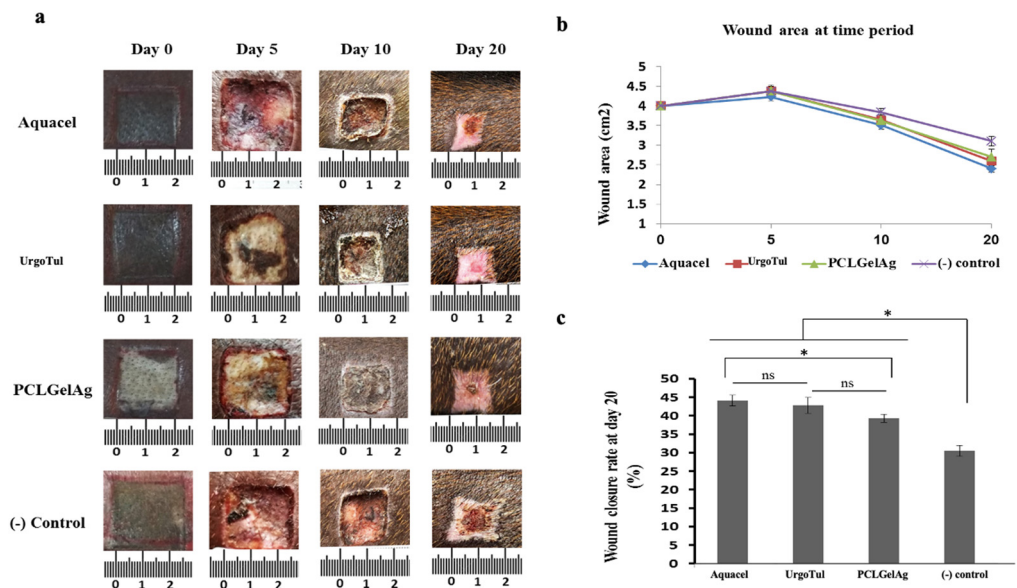 a
Day 0 Day 5 Day 10 Day 20
Aquacel
0 1 2 0 1 2 0 1 2 0 1 2
UrgoTul
0 1 2 0 1 2 0 1 2 0 1 2
PCLGelAg
0 1 2 0 1 2 0 1 2 0 1 2
(-) Control
0 1 2 0 1 2 0 1 2 0 1 2
b
Wound area at time period
Wound area (cm2)
5
4.5
4
3.5
3
2.5
2
1.5
1
0 5 10 20
Aquacel UrgoTul PCLGelAg (-) control
c
*
*
ns ns
Wound closure rate at day 20
(%)
50
45
40
35
30
25
20
15
10
5
0
Aquacel UrgoTul PCLGelAg (-) control